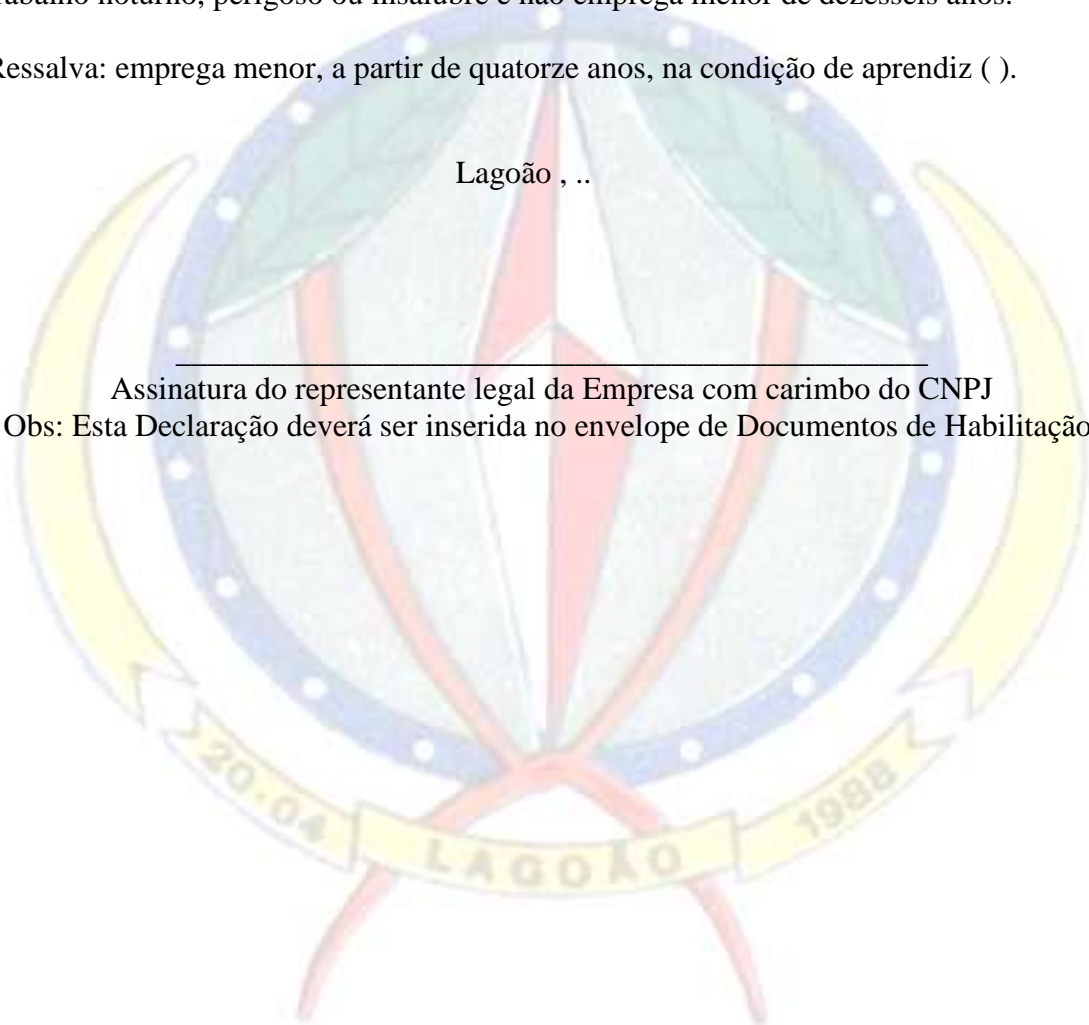 trabalho noturno, perigoso ou insalubre e não emprega menor de dezesseis anos.
Ressalva: emprega menor, a partir de quatorze anos, na condição de aprendiz ( ).
Lagoão , ..
_______________________________________________
Assinatura do representante legal da Empresa com carimbo do CNPJ
Obs: Esta Declaração deverá ser inserida no envelope de Documentos de Habilitação
20-04 LAGOÃO 1988